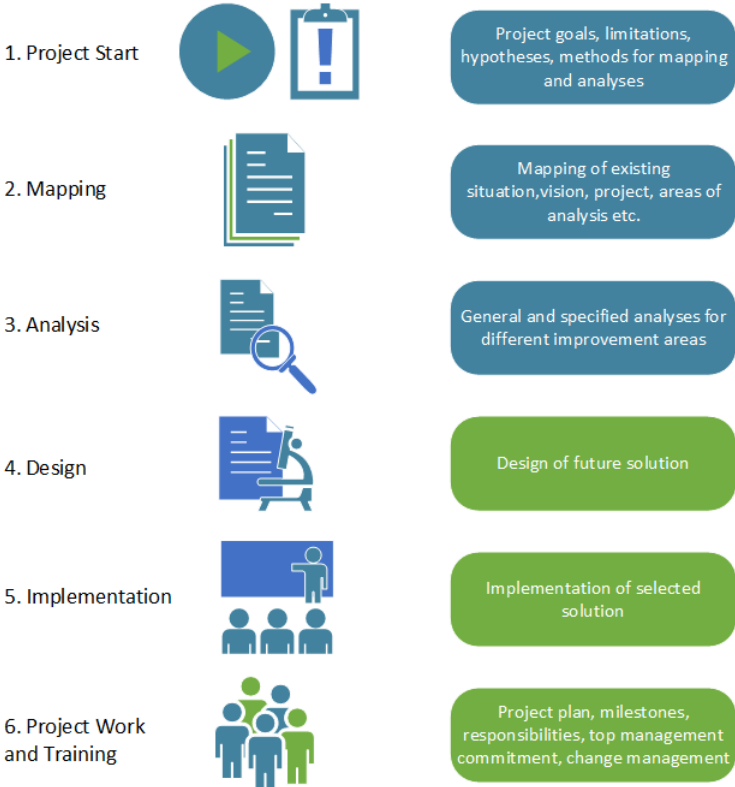 1. Project Start
Project goals, limitations,
hypotheses, methods for mapping
and analyses
2. Mapping
Mapping of existing
situation,vision, project, areas of
analysis etc.
3. Analysis
General and specified analyses for
different improvement areas
4. Design
Design of future solution
5. Implementation
Implementation of selected
solution
6. Project Work
and Training
Project plan, milestones,
responsibilities, top management
commitment, change management